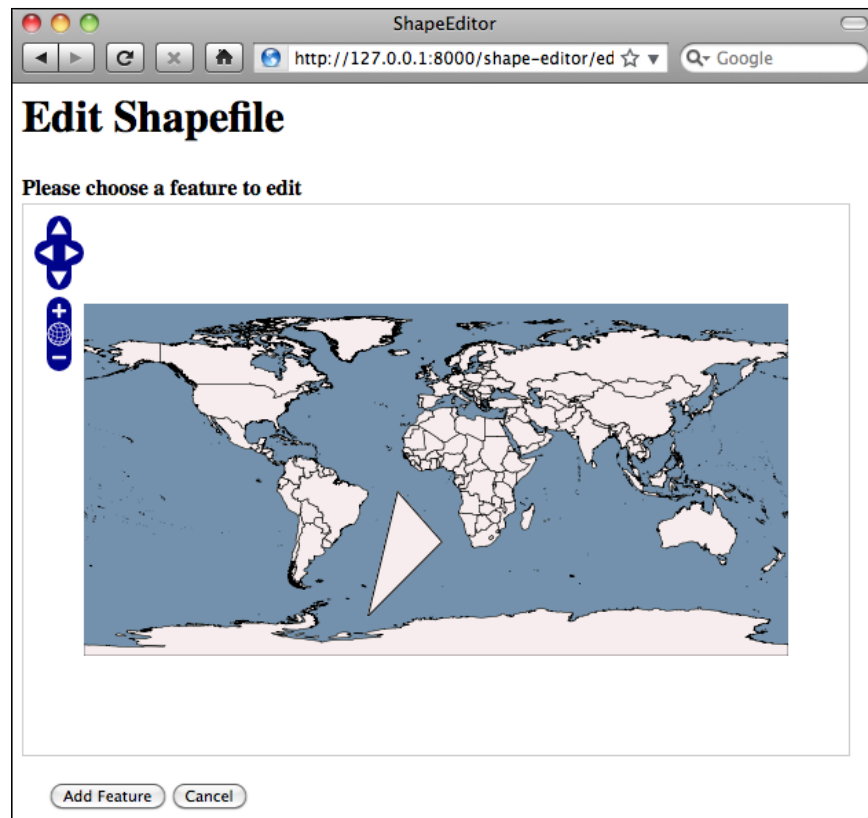 ShapeEditor
http://127.0.0.1:8000/shape-editor/ed
Google
Edit Shapefile
Please choose a feature to edit
Add Feature
Cancel